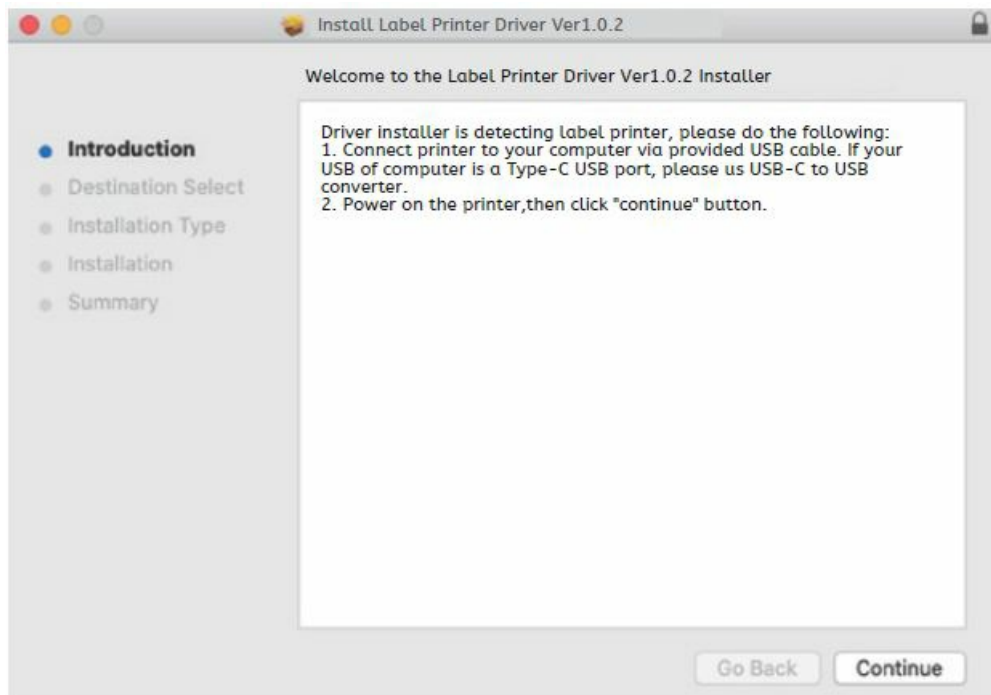 Install Label Printer Driver Ver1.0.2
Welcome to the Label Printer Driver Ver1.0.2 Installer
Introduction
Destination Select
Installation Type
Installation
Summary
Driver installer is detecting label printer, please do the following:
1. Connect printer to your computer via provided USB cable. If your
USB of computer is a Type-C USB port, please us USB-C to USB
converter.
2. Power on the printer,then click "continue" button.
Go Back
Continue